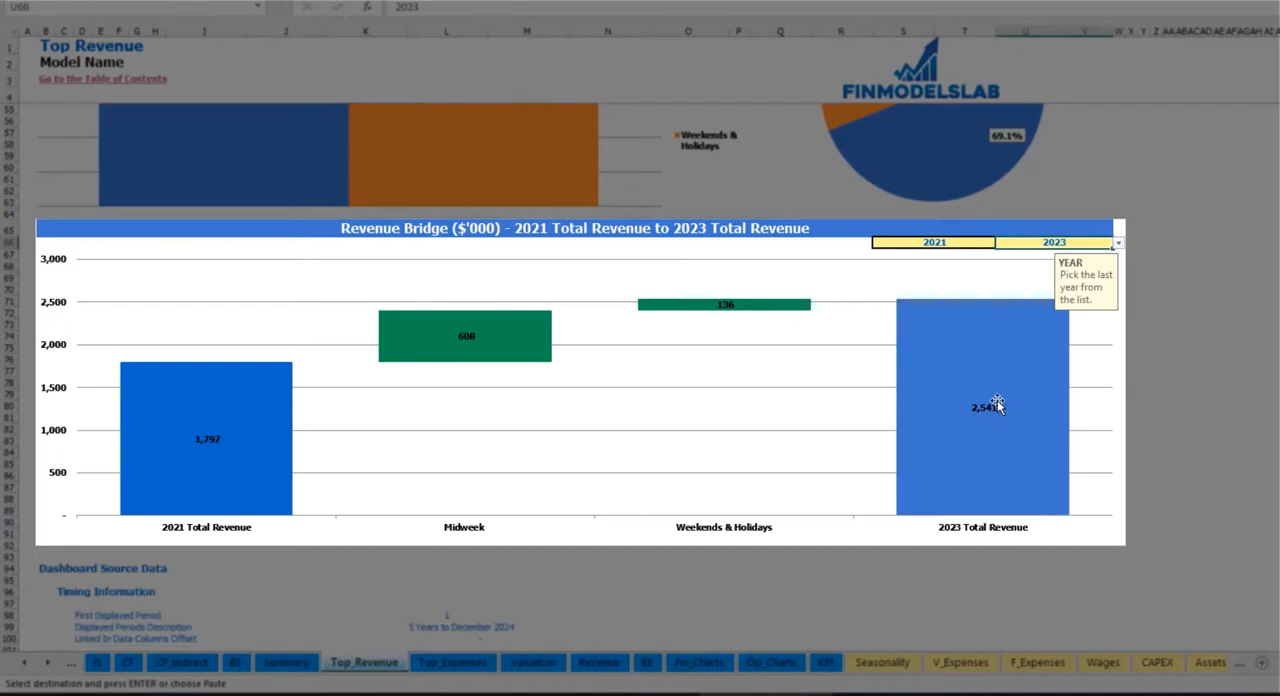 U66
2023
A B C D E F G H I J K L M N O P Q R S T U V W X Y Z
Top Revenue
Model Name
Go to the Table of Contents
FINMODELSLAB
Weekends &
Holidays
69.1%
Revenue Bridge ($'000) - 2021 Total Revenue to 2023 Total Revenue
2021 2023
YEAR
Pick the last
year from
the list.
3,000
2,500
2,000
1,500
1,000
500
-
1,797
608
136
2021 Total Revenue Midweek Weekends & Holidays 2023 Total Revenue
Dashboard Source Data
Timing Information
First Displayed Period 1
Displayed Periods Description 5 Years to December 2024
Linked In Data Columns Offset -
... IS CF CF_Indirect BS Summary Top_Revenue Top_Expenses Valuation Revenue BE Fin_Charts Op_Charts KPI Seasonality V_Expenses F_Expenses Wages CAPEX Assets ...
Select destination and press ENTER or choose Paste